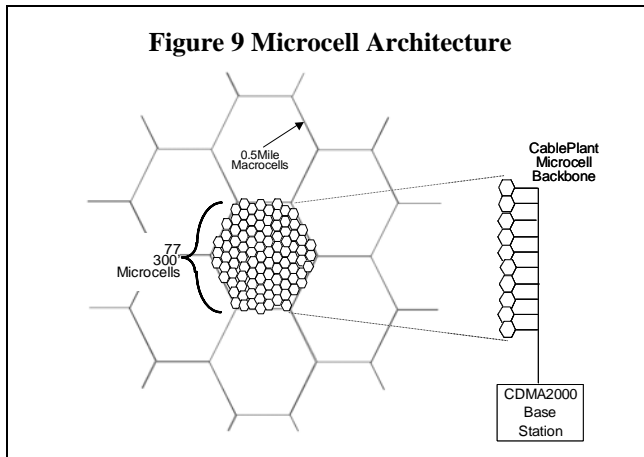 Figure 9 Microcell Architecture
0.5Mile
Macrocells
CablePlant
Microcell
Backbone
77
300
Microcells
CDMA2000
Base
Station